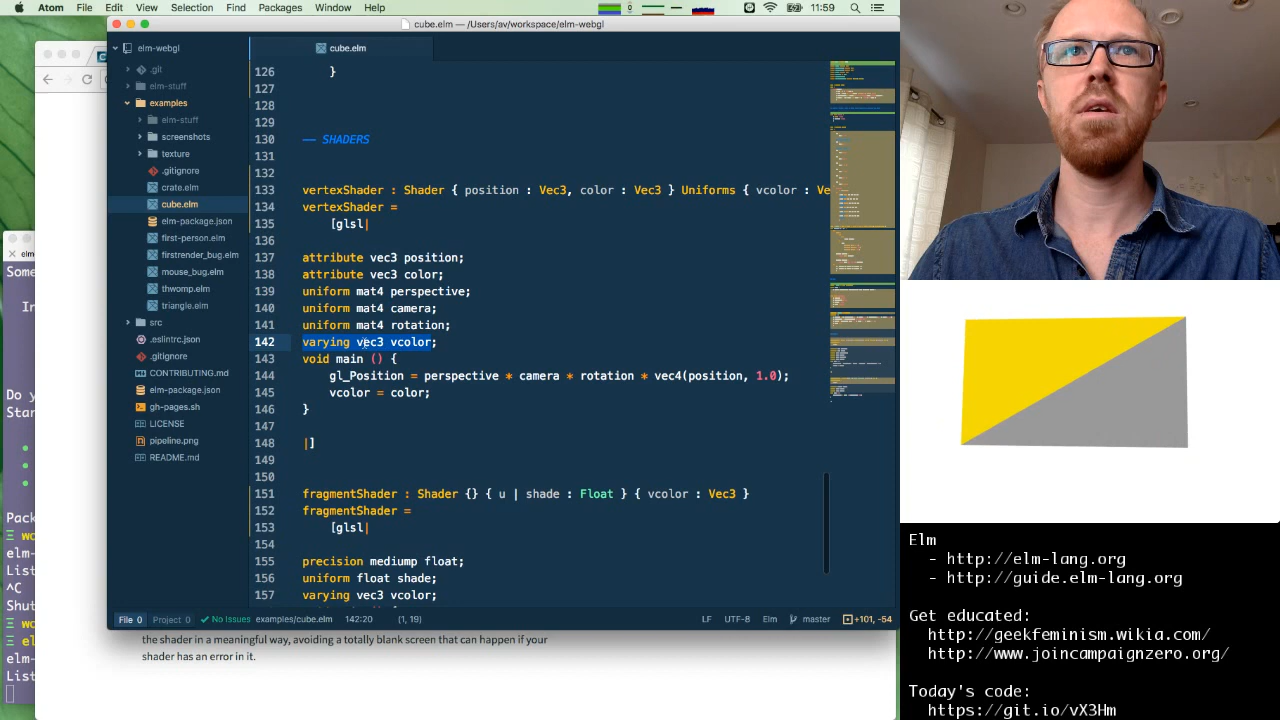 Atom File Edit View Selection Find Packages Window Help 11:59
cube.elm — /Users/av/workspace/elm-webgl
elm-webgl
.git
elm-stuff
examples
elm-stuff
screenshots
texture
.gitignore
crate.elm
cube.elm
elm-package.json
first-person.elm
firstrender_bug.elm
mouse_bug.elm
thwomp.elm
triangle.elm
src
.eslintrc.json
.gitignore
CONTRIBUTING.md
elm-package.json
gh-pages.sh
LICENSE
pipeline.png
README.md
cube.elm
126 }
127
128
129
130 -- SHADERS
131
132
133 vertexShader : Shader { position : Vec3, color : Vec3 } Uniforms { vcolor : Ve
134 vertexShader =
135 [glsl|
136
137 attribute vec3 position;
138 attribute vec3 color;
139 uniform mat4 perspective;
140 uniform mat4 camera;
141 uniform mat4 rotation;
142 varying vec3 vcolor;
143 void main () {
144 gl_Position = perspective * camera * rotation * vec4(position, 1.0);
145 vcolor = color;
146 }
147
148 |]
149
150
151 fragmentShader : Shader {} { u | shade : Float } { vcolor : Vec3 }
152 fragmentShader =
153 [glsl|
154
155 precision mediump float;
156 uniform float shade;
157 varying vec3 vcolor;
File 0 Project 0 No Issues examples/cube.elm 142:20 (1, 19) LF UTF-8 Elm master +101, -54
the shader in a meaningful way, avoiding a totally blank screen that can happen if your
shader has an error in it.
elm
Some
In
Do y
Star
Pack
elm-
List
^C
Shut
elm-
List
Elm
- http://elm-lang.org
- http://guide.elm-lang.org
Get educated:
http://geekfeminism.wikia.com/
http://www.joincampaignzero.org/
Today's code:
https://git.io/vX3Hm